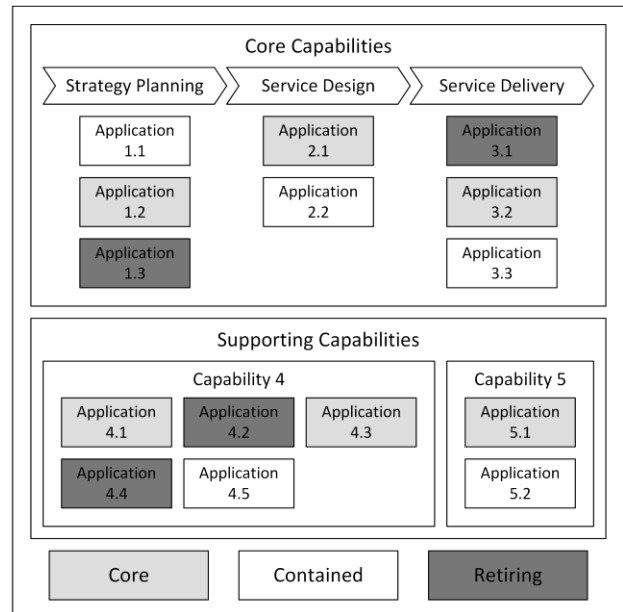 Core Capabilities
Strategy Planning
Service Design
Service Delivery
Application
1.1
Application
2.1
Application
3.1
Application
1.2
Application
2.2
Application
3.2
Application
1.3
Application
3.3
Supporting Capabilities
Capability 4
Application
4.1
Application
4.2
Application
4.3
Application
4.4
Application
4.5
Capability 5
Application
5.1
Application
5.2
Core
Contained
Retiring